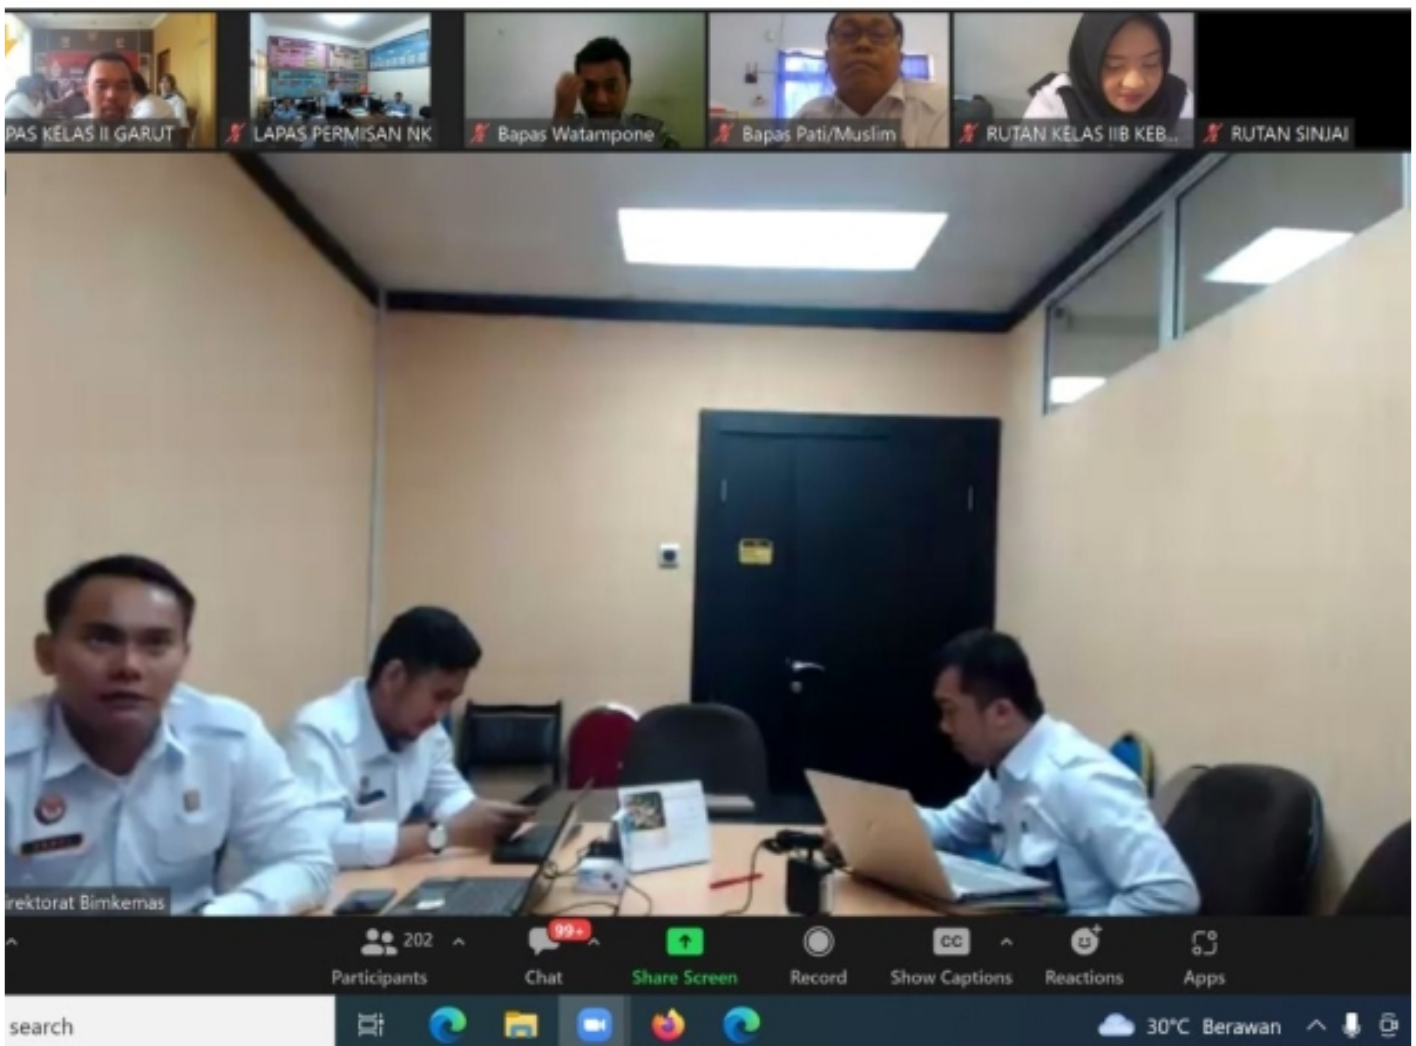 PAS KELAS II GARUT
LAPAS PERMISAN NK
Bapas Watampone
Bapas Pati/Muslim
RUTAN KELAS IIB KEB...
RUTAN SINJAI
irektorat Bimkemas
202
99+
CC
Participants
Chat
Share Screen
Record
Show Captions
Reactions
Apps
search
30°C Berawan